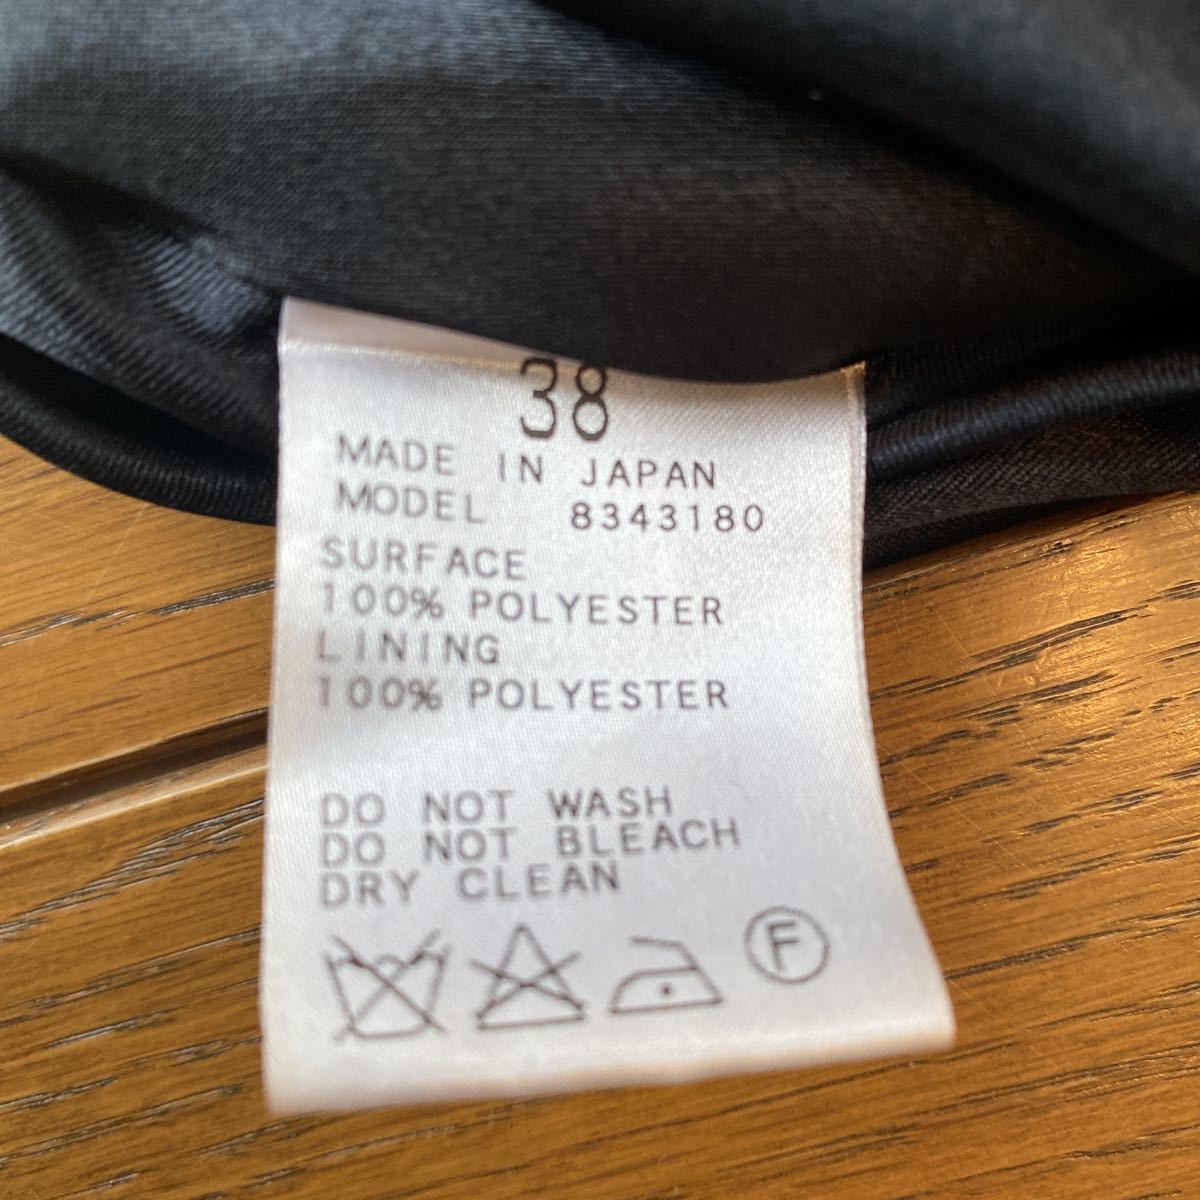 38
MADE IN JAPAN
MODEL 8343180
SURFACE
100% POLYESTER
LINING
100% POLYESTER
DO NOT WASH
DO NOT BLEACH
DRY CLEAN
F